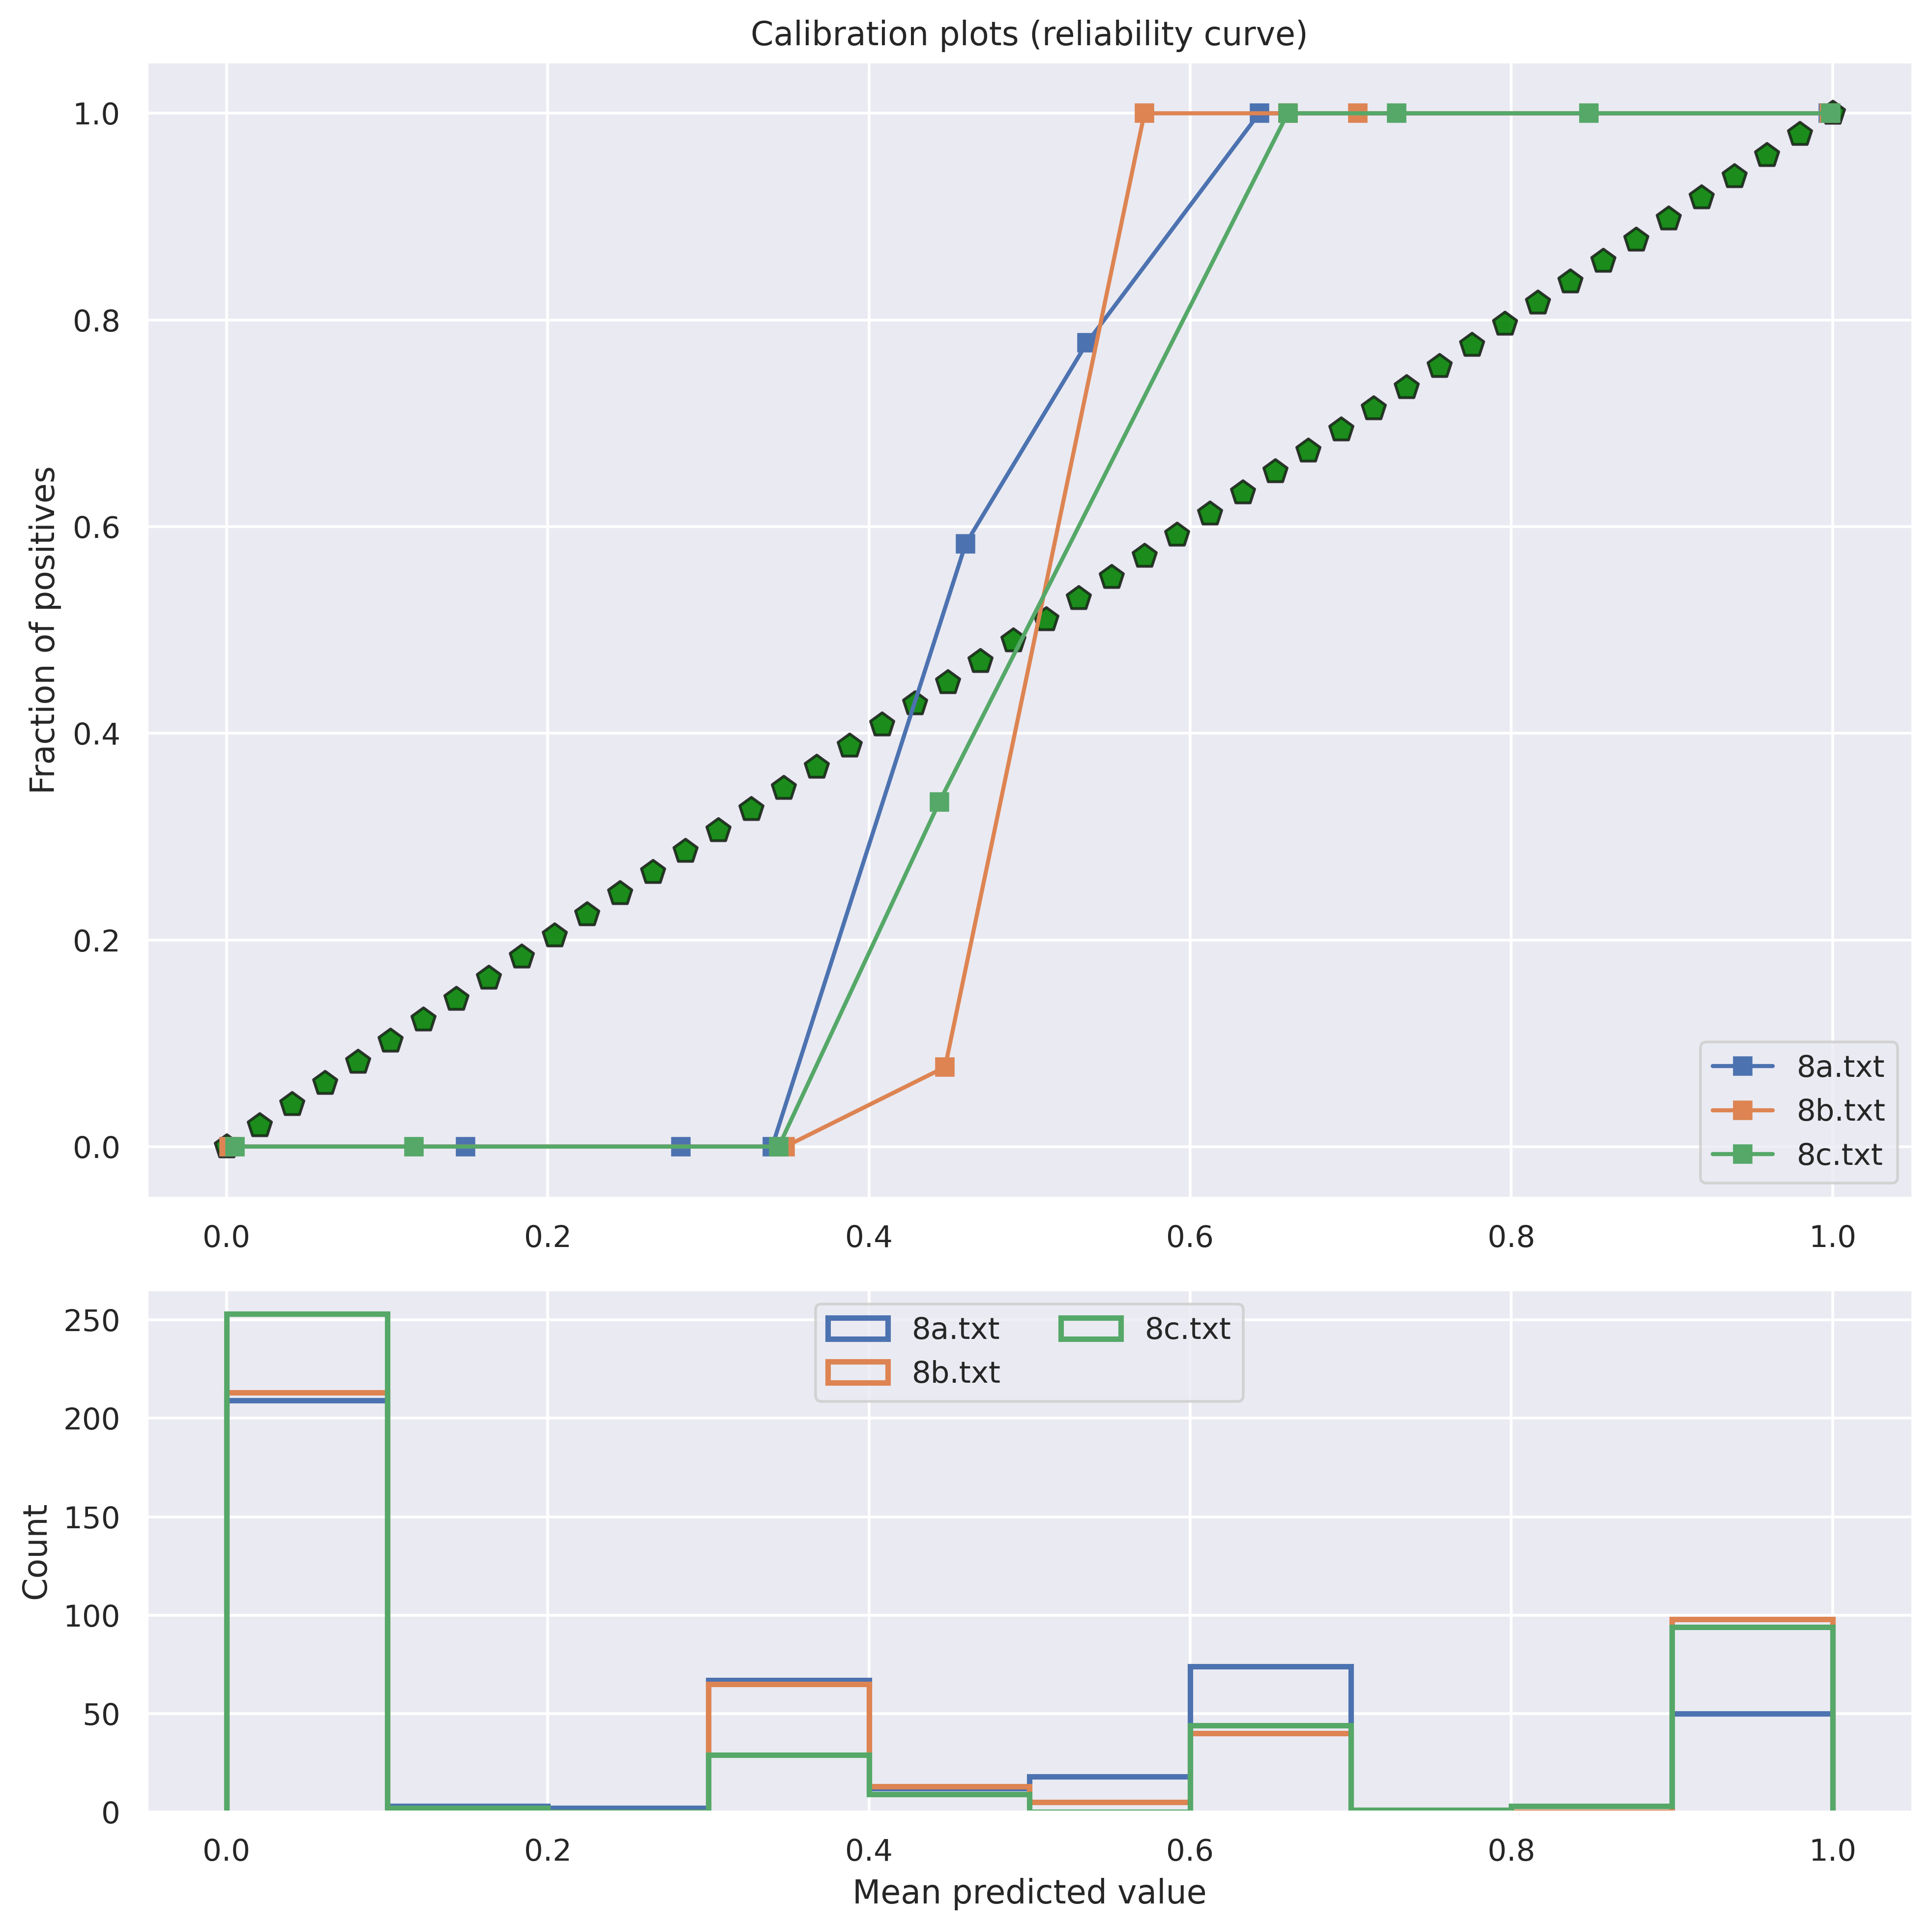 Calibration plots (reliability curve)
1.0
0.8
0.6
0.4
0.2
0.0
Fraction of positives
8a.txt
8b.txt
8c.txt
0.0 0.2 0.4 0.6 0.8 1.0
250
200
150
100
50
0
Count
8a.txt 8c.txt
8b.txt
0.0 0.2 0.4 0.6 0.8 1.0
Mean predicted value